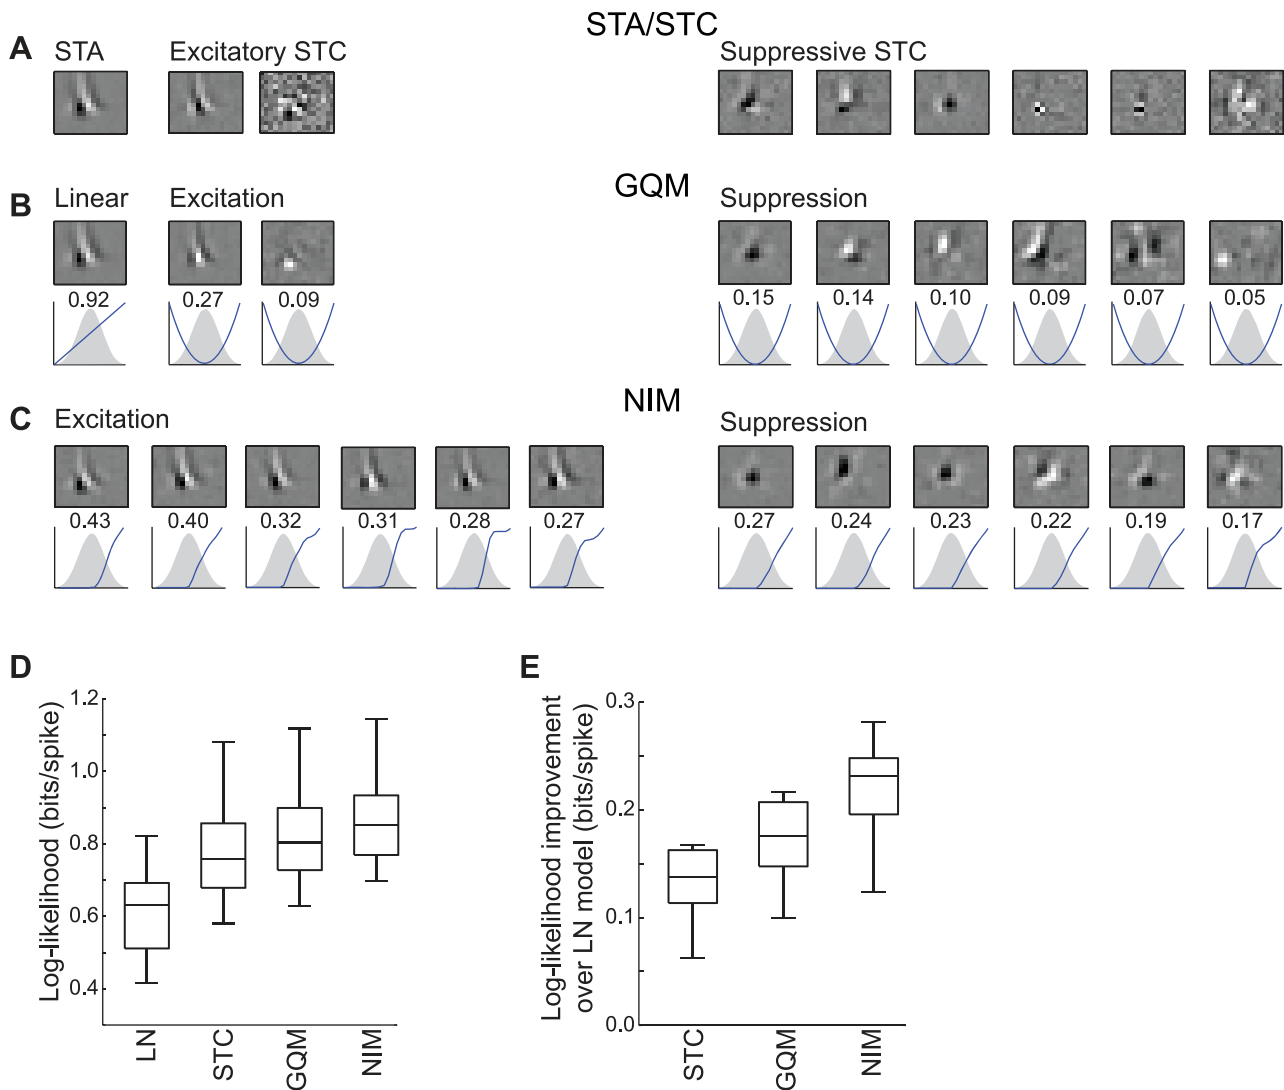 STA/STC
A STA Excitatory STC Suppressive STC
GQM
B Linear Excitation Suppression
0.92 0.27 0.09 0.15 0.14 0.10 0.09 0.07 0.05
NIM
C Excitation Suppression
0.43 0.40 0.32 0.31 0.28 0.27 0.27 0.24 0.23 0.22 0.19 0.17
D
Log-likelihood (bits/spike)
1.2
1.0
0.8
0.6
0.4
LN STC GQM NIM
E
Log-likelihood improvement
over LN model (bits/spike)
0.3
0.2
0.1
0.0
STC GQM NIM